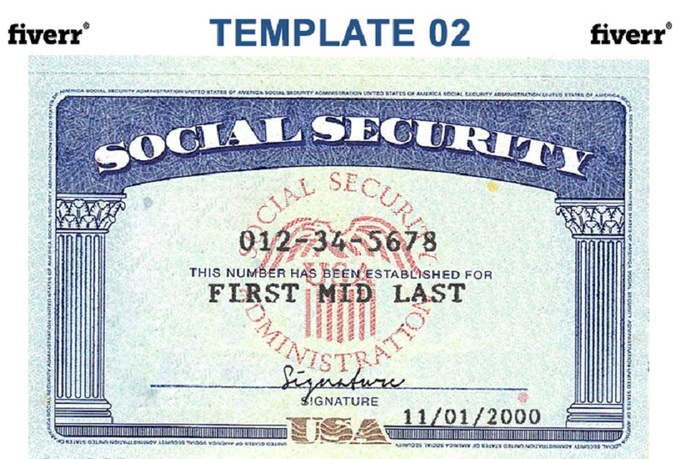 fiverr® TEMPLATE 02 fiverr®
SOCIAL SECURITY
SOCIAL SECURITY ADMINISTRATION
012-34-5678
THIS NUMBER HAS BEEN ESTABLISHED FOR
USA
FIRST MID LAST
Signature
SIGNATURE
11/01/2000
USA